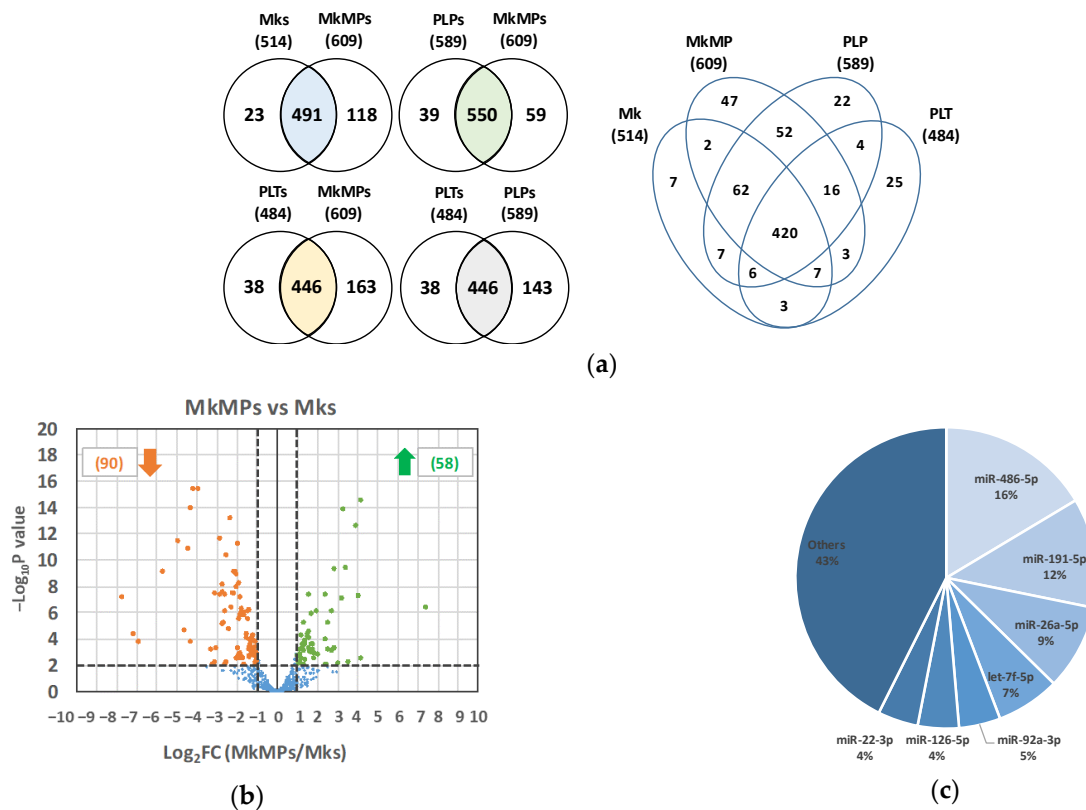 Mks MkMPs PLPs MkMPs
(514) (609) (589) (609)
23 491 118 39 550 59
PLTs MkMPs PLTs PLPs
(484) (609) (484) (589)
38 446 163 38 446 143
MkMP PLP
(609) (589)
Mk PLT
(514) (484)
47 22
52
2 4
7 62 16 25
420
7 3
6 7
3
(a)
MkMPs vs Mks
(90) (58)
–Log10P value
20
18
16
14
12
10
8
6
4
2
0
−10 −9 −8 −7 −6 −5 −4 −3 −2 −1 0 1 2 3 4 5 6 7 8 9 10
Log2FC (MkMPs/Mks)
(b)
miR-486-5p
16%
miR-191-5p
12%
miR-26a-5p
9%
let-7f-5p
7%
miR-92a-3p
5%
miR-126-5p
4%
miR-22-3p
4%
Others
43%
(c)